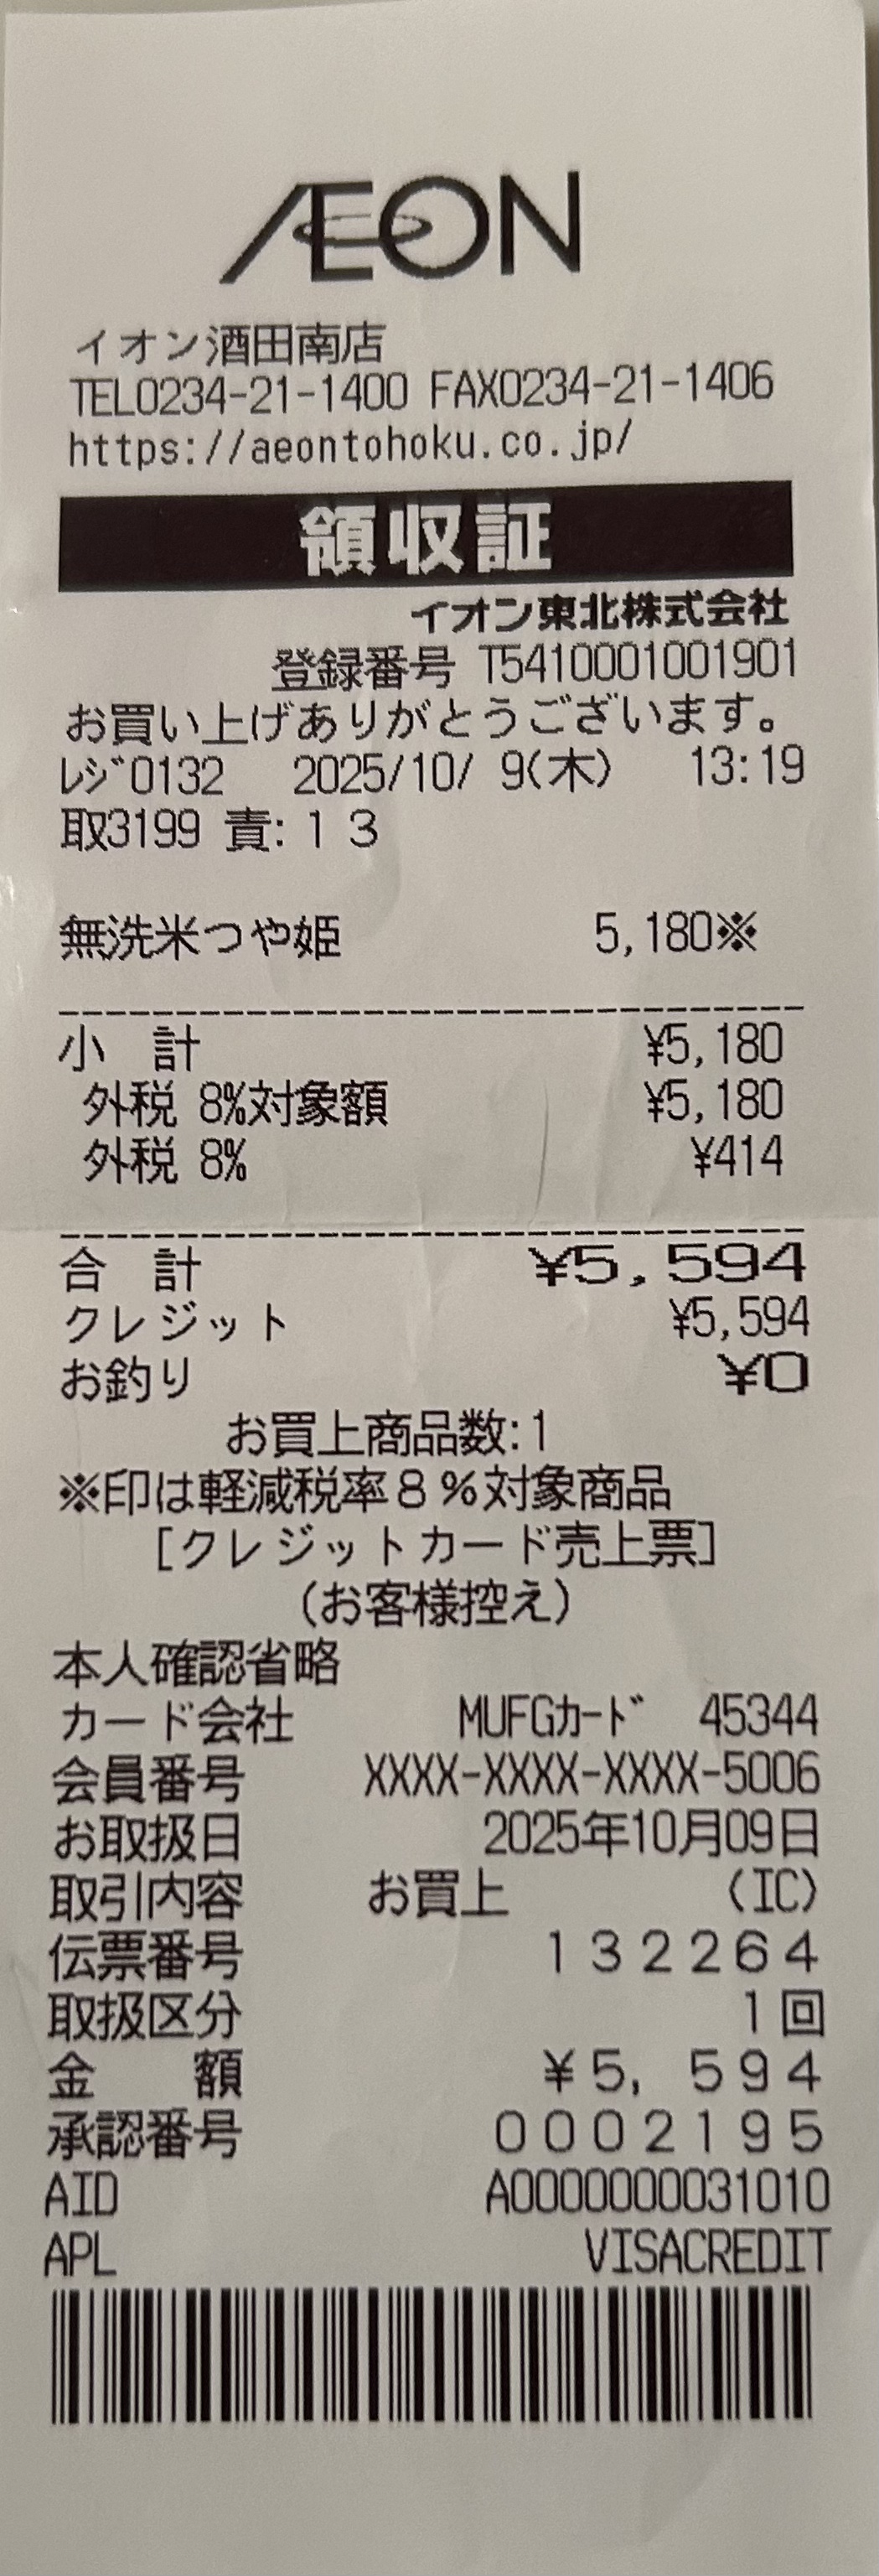 ÆON
イオン酒田南店
TEL0234-21-1400 FAX0234-21-1406
https://aeontohoku.co.jp/
領収証
イオン東北株式会社
登録番号 T5410001001901
お買い上げありがとうございます。
ﾚｼﾞ0132 2025/10/ 9(木) 13:19
取3199 責:１３
無洗米つや姫 5,180※
小 計 ¥5,180
外税 8%対象額 ¥5,180
外税 8% ¥414
合 計 ¥5,594
クレジット ¥5,594
お釣り ¥0
お買上商品数:1
※印は軽減税率８％対象商品
[クレジットカード売上票]
(お客様控え)
本人確認省略
カード会社 MUFGｶｰﾄﾞ 45344
会員番号 XXXX-XXXX-XXXX-5006
お取扱日 2025年10月09日
取引内容 お買上 (IC)
伝票番号 １３２２６４
取扱区分 １回
金 額 ￥５，５９４
承認番号 ０００２１９５
AID A0000000031010
APL VISACREDIT